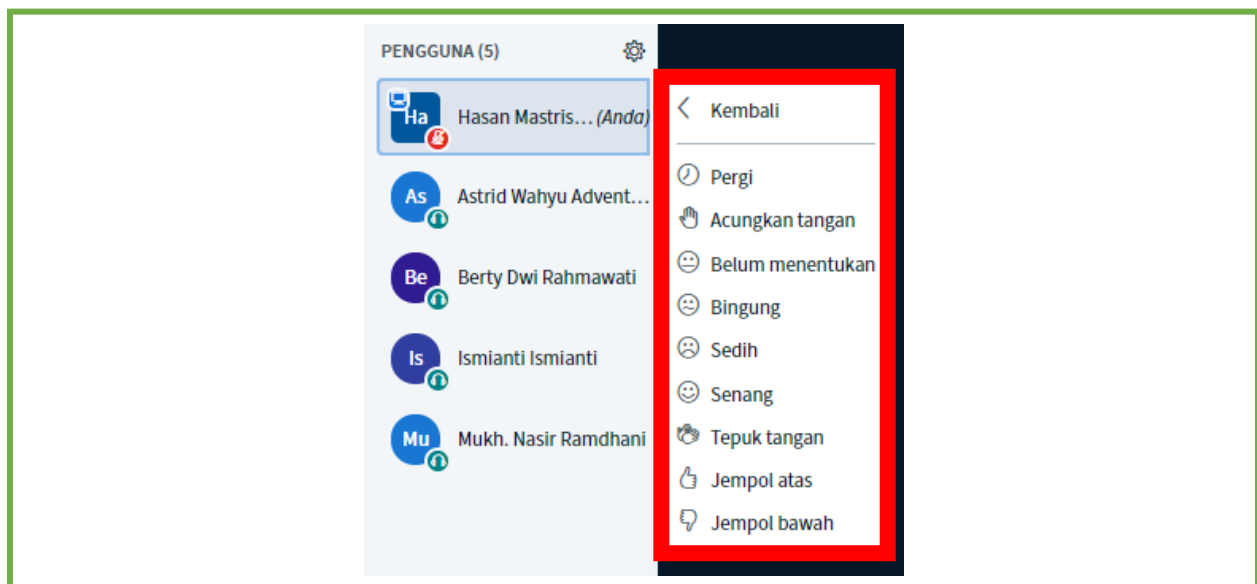 PENGGUNA (5)
Ha
Hasan Mastris... (Anda)
As
Astrid Wahyu Advent...
Be
Berty Dwi Rahmawati
Is
Ismianti Ismianti
Mu
Mukh. Nasir Ramdhani
Kembali
Pergi
Acungkan tangan
Belum menentukan
Bingung
Sedih
Senang
Tepuk tangan
Jempol atas
Jempol bawah